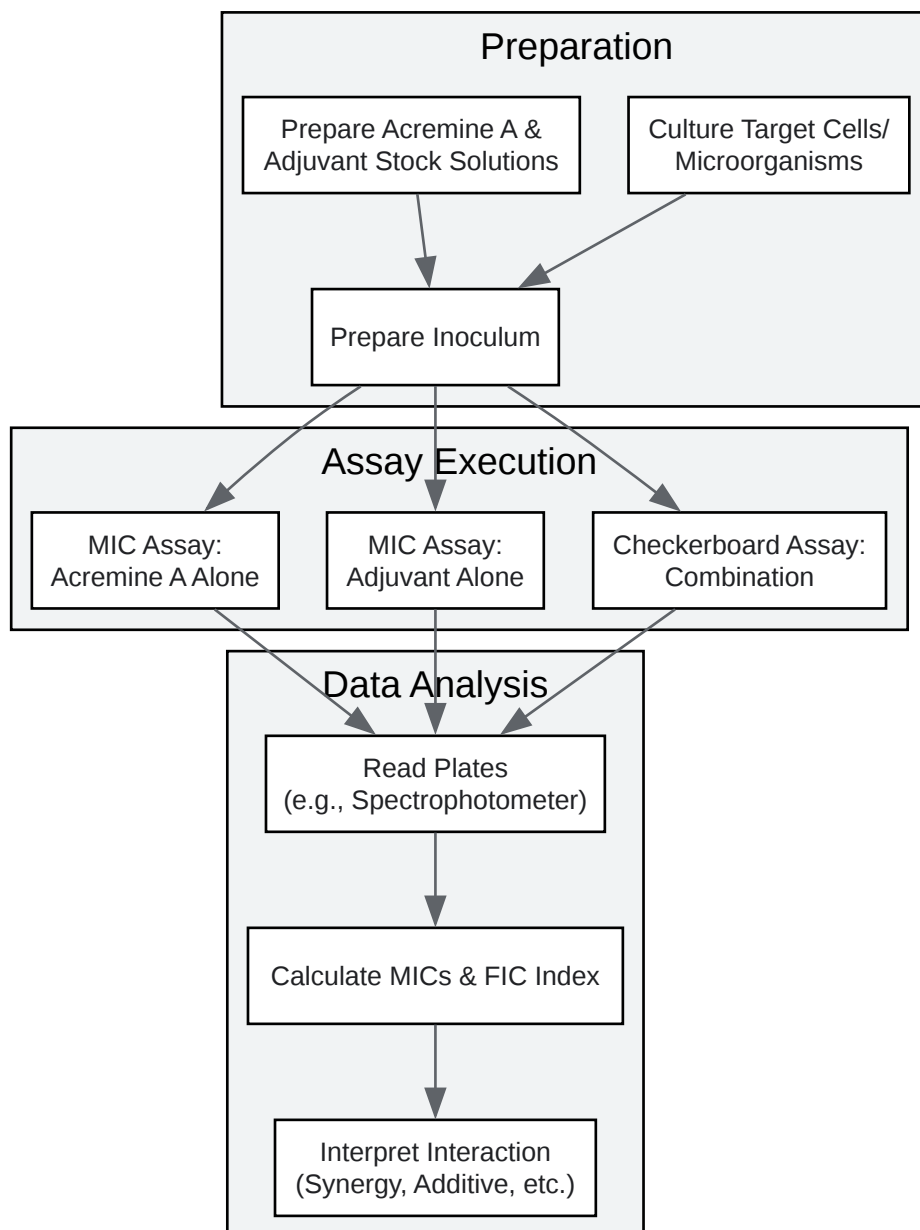 Preparation
Prepare Acremine A &
Adjuvant Stock Solutions
Culture Target Cells/
Microorganisms
Prepare Inoculum
Assay Execution
MIC Assay:
Acremine A Alone
MIC Assay:
Adjuvant Alone
Checkerboard Assay:
Combination
Data Analysis
Read Plates
(e.g., Spectrophotometer)
Calculate MICs & FIC Index
Interpret Interaction
(Synergy, Additive, etc.)